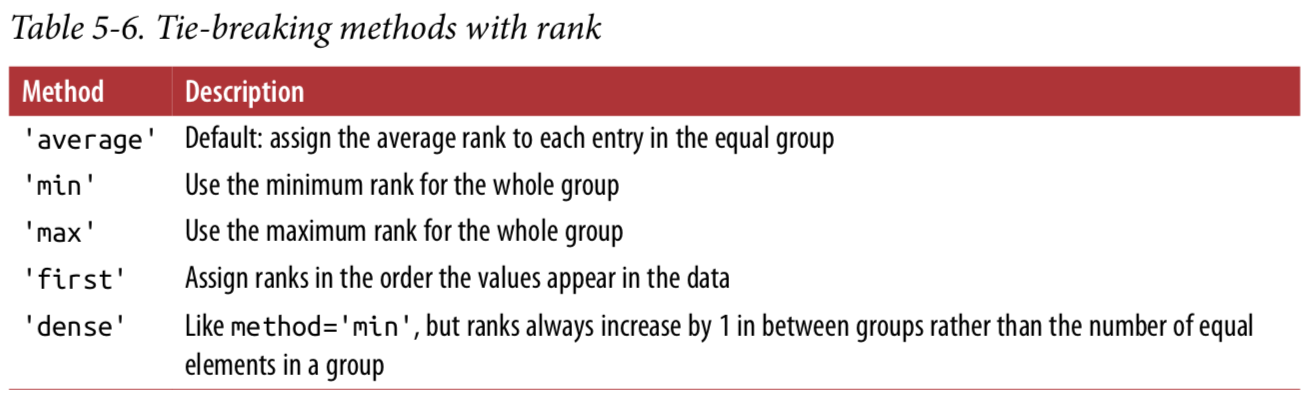 Table 5-6. Tie-breaking methods with rank
Method Description
'average' Default: assign the average rank to each entry in the equal group
'min' Use the minimum rank for the whole group
'max' Use the maximum rank for the whole group
'first' Assign ranks in the order the values appear in the data
'dense' Like method='min', but ranks always increase by 1 in between groups rather than the number of equal
elements in a group